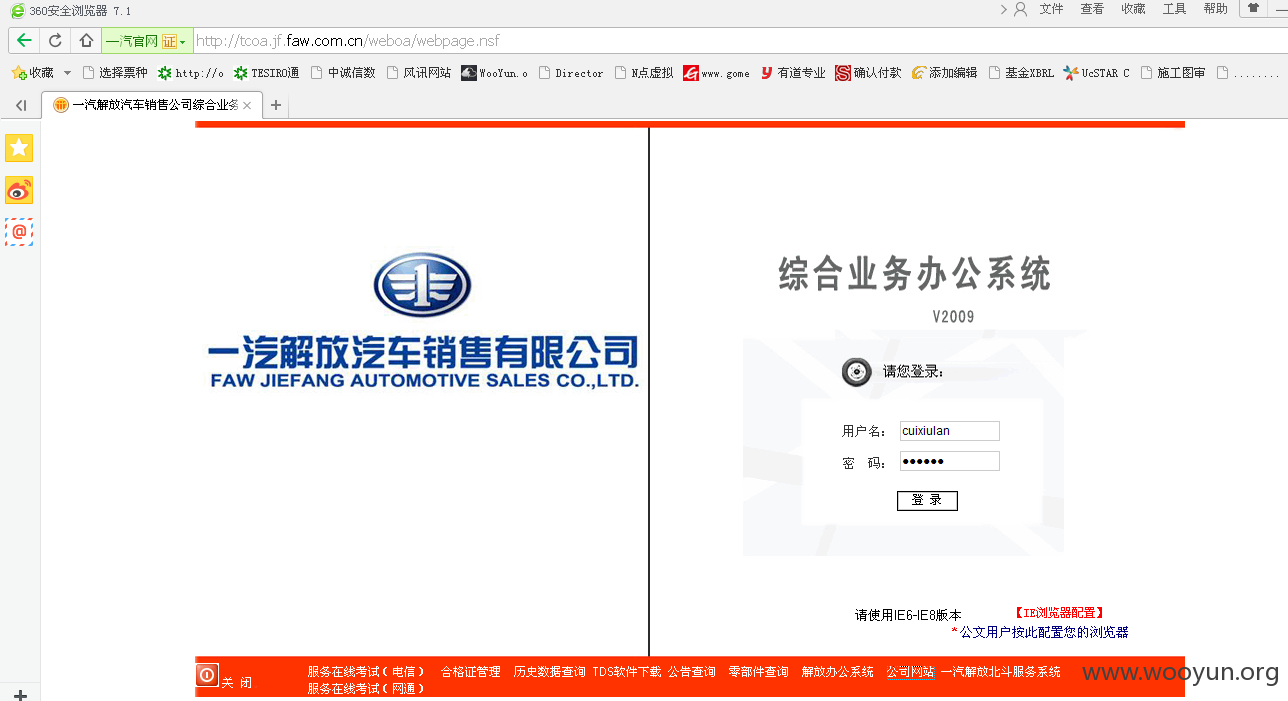 360安全浏览器 7.1
文件 查看 收藏 工具 帮助
一汽官网 证 http://tcoa.jf.faw.com.cn/weboa/webpage.nsf
收藏 选择票种 http://o TESIRO通 中诚信数 风讯网站 WooYun.o Director N点虚拟 www.gome 有道专业 确认付款 添加编辑 基金XBRL UcSTAR C 施工图审 ........
一汽解放汽车销售公司综合业务
综合业务办公系统
V2009
一汽解放汽车销售有限公司
FAW JIEFANG AUTOMOTIVE SALES CO.,LTD.
请您登录:
用户名: cuixiulan
密 码: ••••••
登 录
请使用IE6-IE8版本 【IE浏览器配置】
*公文用户按此配置您的浏览器
关 闭 服务在线考试(电信) 合格证管理 历史数据查询 TDS软件下载 公告查询 零部件查询 解放办公系统 公司网站 一汽解放北斗服务系统
服务在线考试(网通)
www.wooyun.org